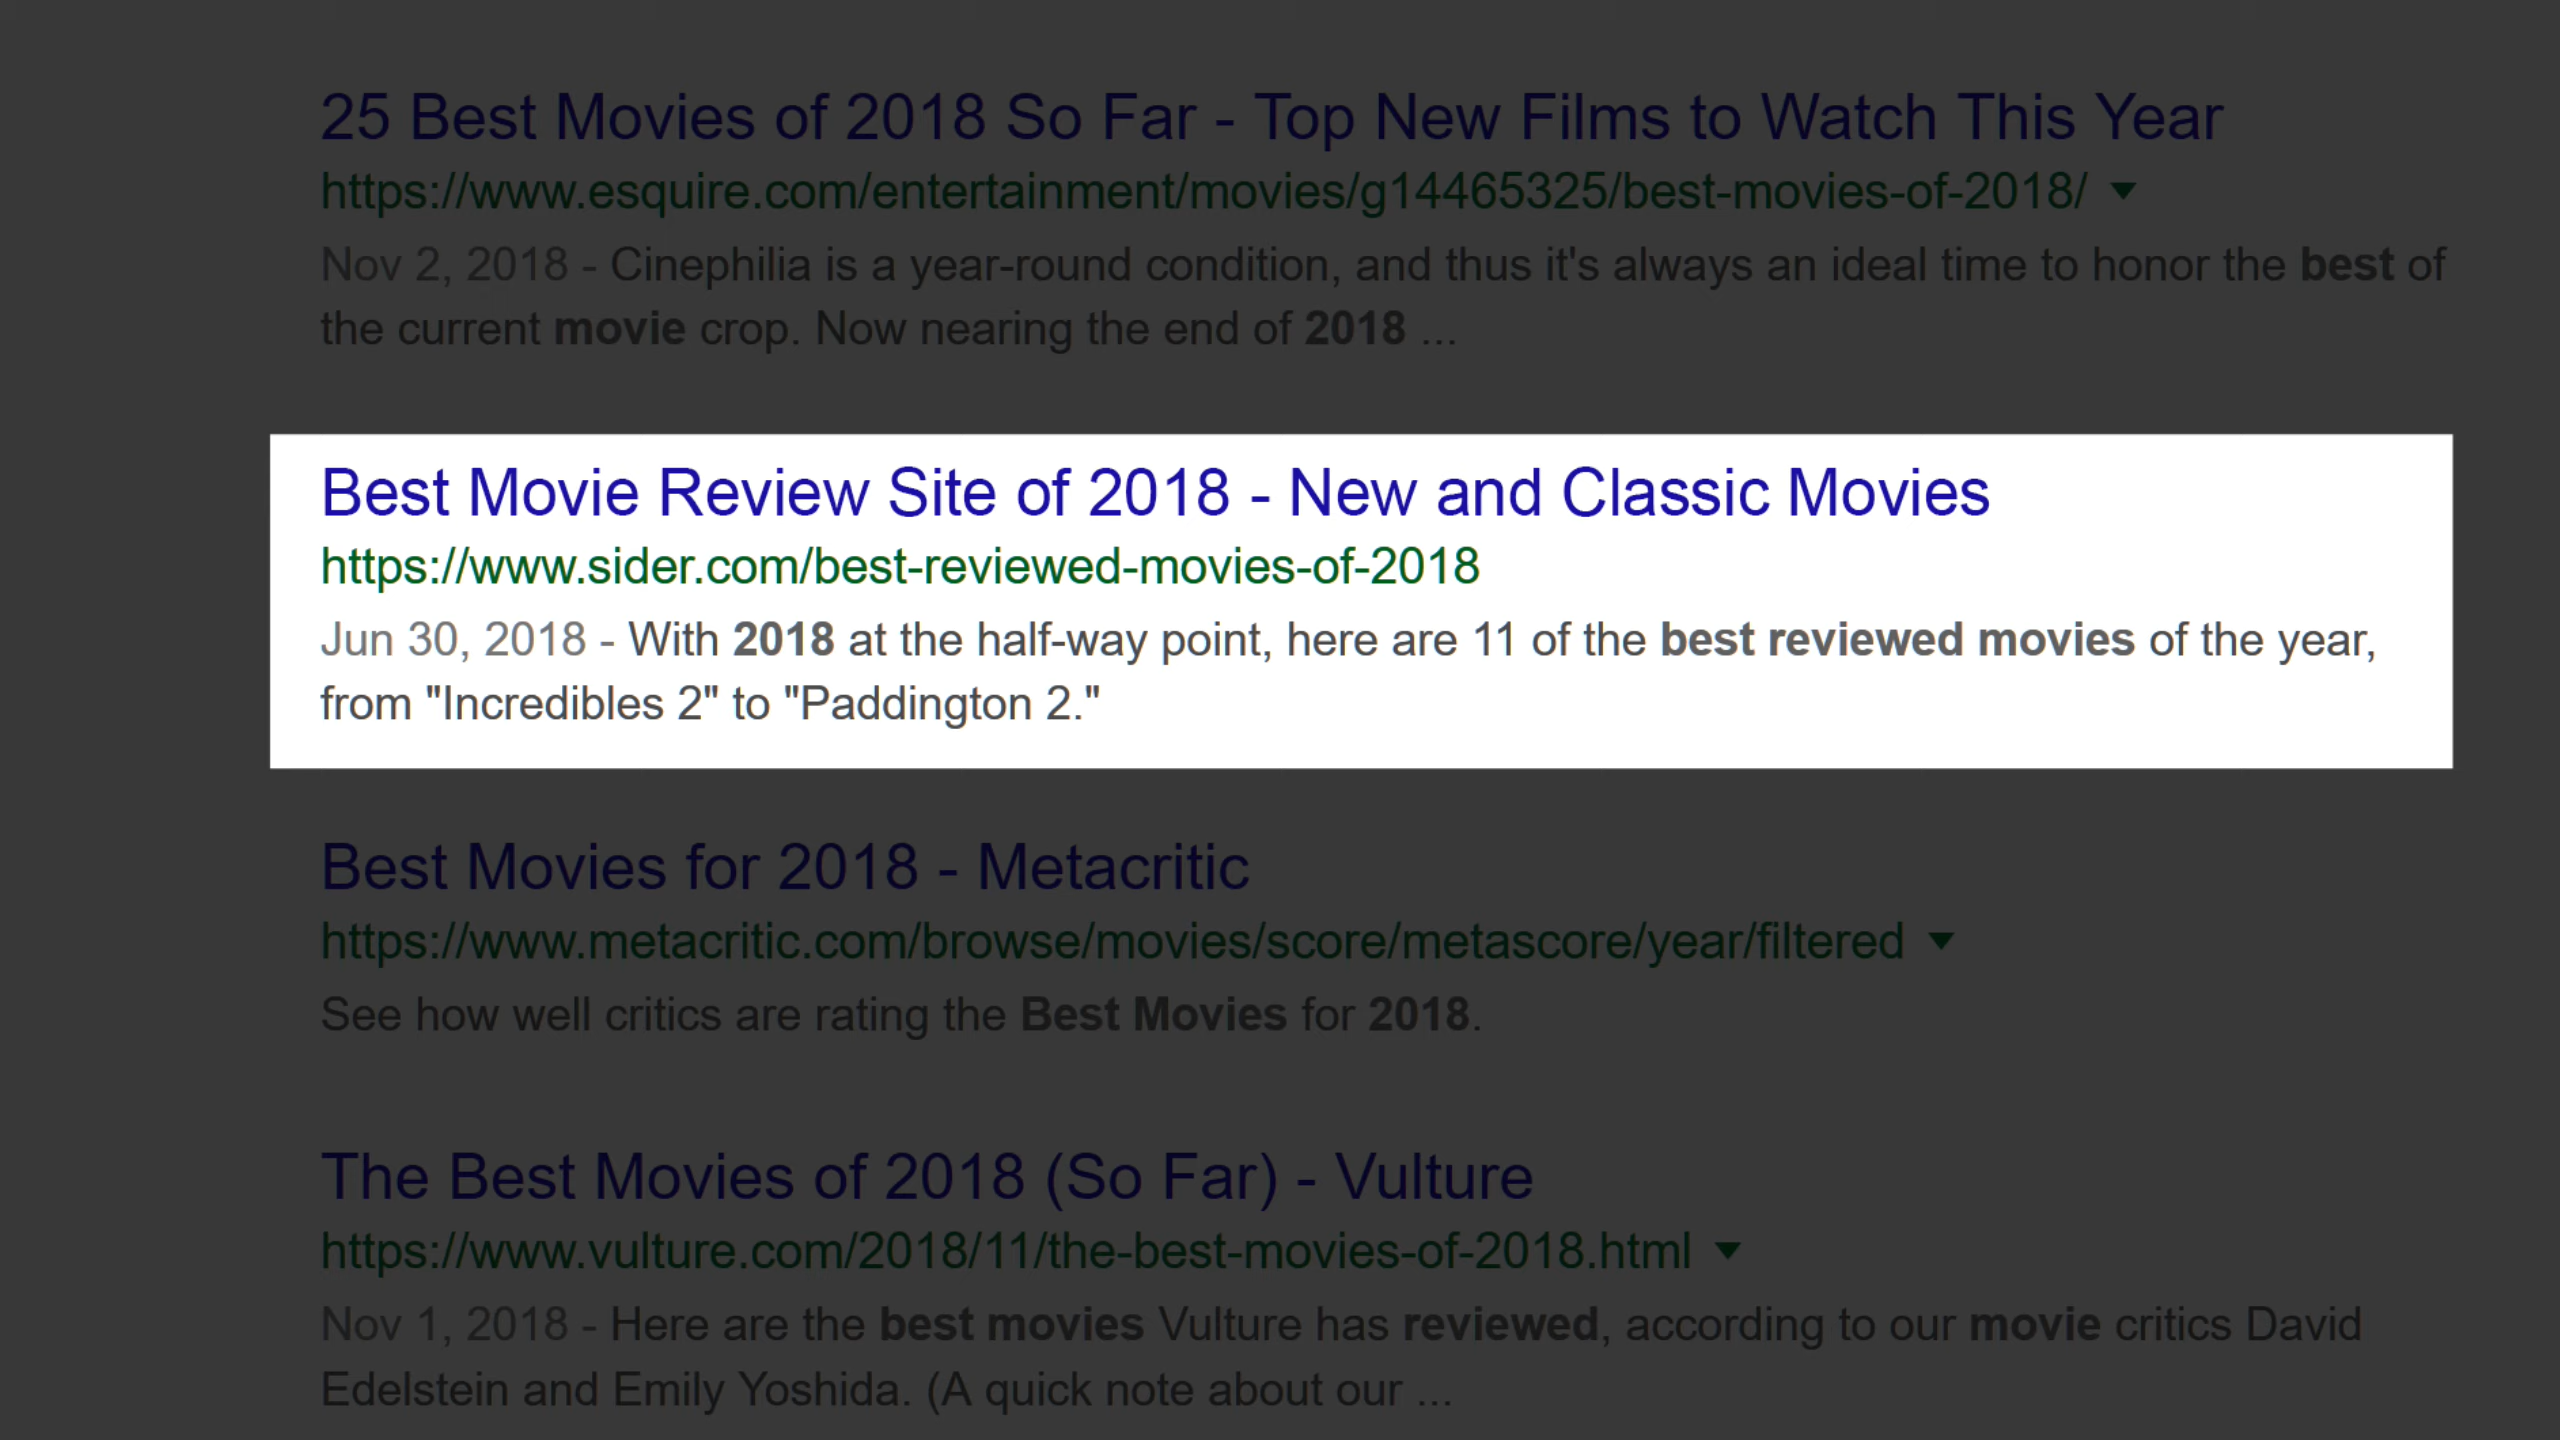 25 Best Movies of 2018 So Far - Top New Films to Watch This Year
https://www.esquire.com/entertainment/movies/g14465325/best-movies-of-2018/
Nov 2, 2018 - Cinephilia is a year-round condition, and thus it's always an ideal time to honor the best of
the current movie crop. Now nearing the end of 2018 ...
Best Movie Review Site of 2018 - New and Classic Movies
https://www.sider.com/best-reviewed-movies-of-2018
Jun 30, 2018 - With 2018 at the half-way point, here are 11 of the best reviewed movies of the year,
from "Incredibles 2" to "Paddington 2."
Best Movies for 2018 - Metacritic
https://www.metacritic.com/browse/movies/score/metascore/year/filtered
See how well critics are rating the Best Movies for 2018.
The Best Movies of 2018 (So Far) - Vulture
https://www.vulture.com/2018/11/the-best-movies-of-2018.html
Nov 1, 2018 - Here are the best movies Vulture has reviewed, according to our movie critics David
Edelstein and Emily Yoshida. (A quick note about our ...